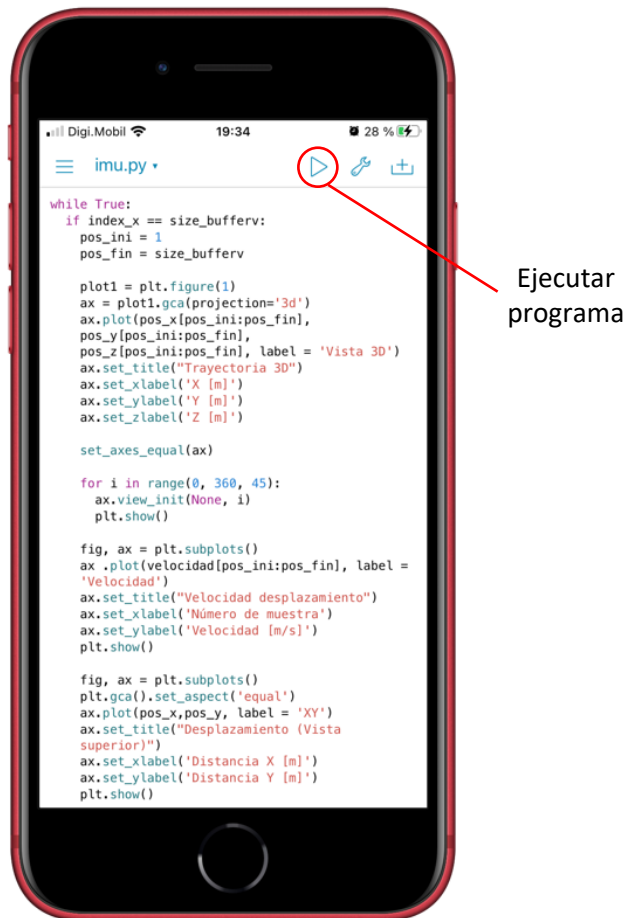 Digi.Mobil 19:34 28 %
imu.py
while True:
  if index_x == size_bufferv:
    pos_ini = 1
    pos_fin = size_bufferv

    plot1 = plt.figure(1)
    ax = plot1.gca(projection='3d')
    ax.plot(pos_x[pos_ini:pos_fin],
    pos_y[pos_ini:pos_fin],
    pos_z[pos_ini:pos_fin], label = 'Vista 3D')
    ax.set_title("Trayectoria 3D")
    ax.set_xlabel('X [m]')
    ax.set_ylabel('Y [m]')
    ax.set_zlabel('Z [m]')

    set_axes_equal(ax)

    for i in range(0, 360, 45):
      ax.view_init(None, i)
      plt.show()

    fig, ax = plt.subplots()
    ax .plot(velocidad[pos_ini:pos_fin], label =
    'Velocidad')
    ax.set_title("Velocidad desplazamiento")
    ax.set_xlabel('Número de muestra')
    ax.set_ylabel('Velocidad [m/s]')
    plt.show()

    fig, ax = plt.subplots()
    plt.gca().set_aspect('equal')
    ax.plot(pos_x,pos_y, label = 'XY')
    ax.set_title("Desplazamiento (Vista
    superior)")
    ax.set_xlabel('Distancia X [m]')
    ax.set_ylabel('Distancia Y [m]')
    plt.show()
Ejecutar
programa